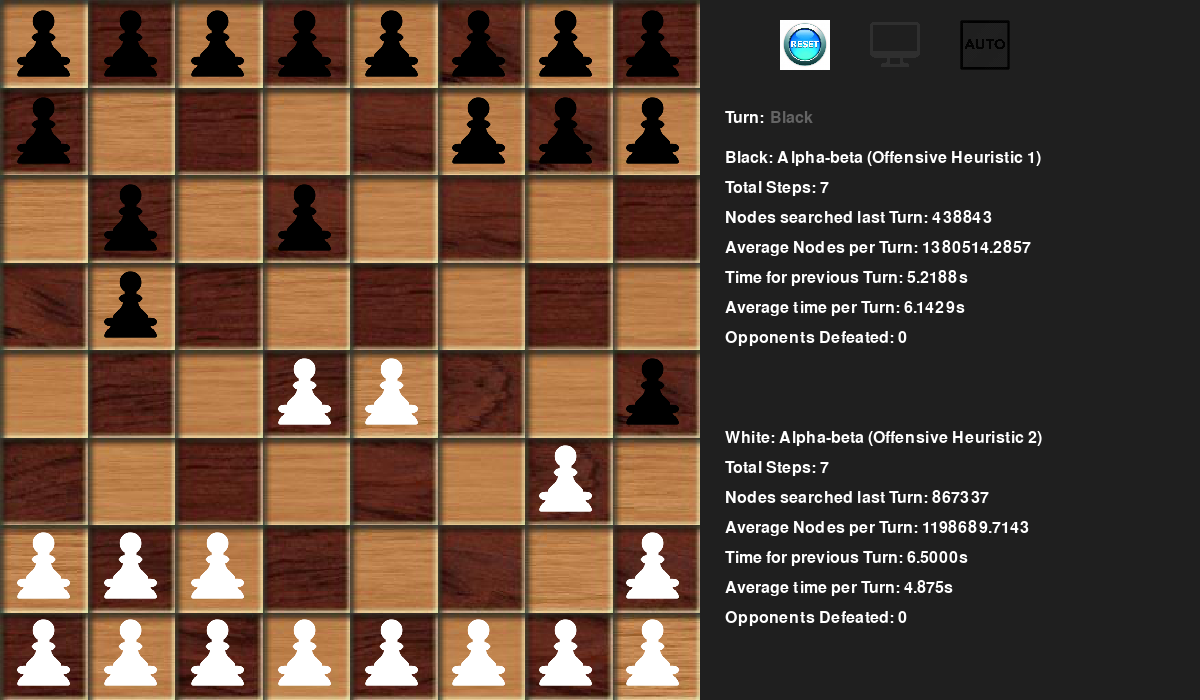 RESET
AUTO
Turn: Black
Black: Alpha-beta (Offensive Heuristic 1)
Total Steps: 7
Nodes searched last Turn: 438843
Average Nodes per Turn: 1380514.2857
Time for previous Turn: 5.2188s
Average time per Turn: 6.1429s
Opponents Defeated: 0
White: Alpha-beta (Offensive Heuristic 2)
Total Steps: 7
Nodes searched last Turn: 867337
Average Nodes per Turn: 1198689.7143
Time for previous Turn: 6.5000s
Average time per Turn: 4.875s
Opponents Defeated: 0